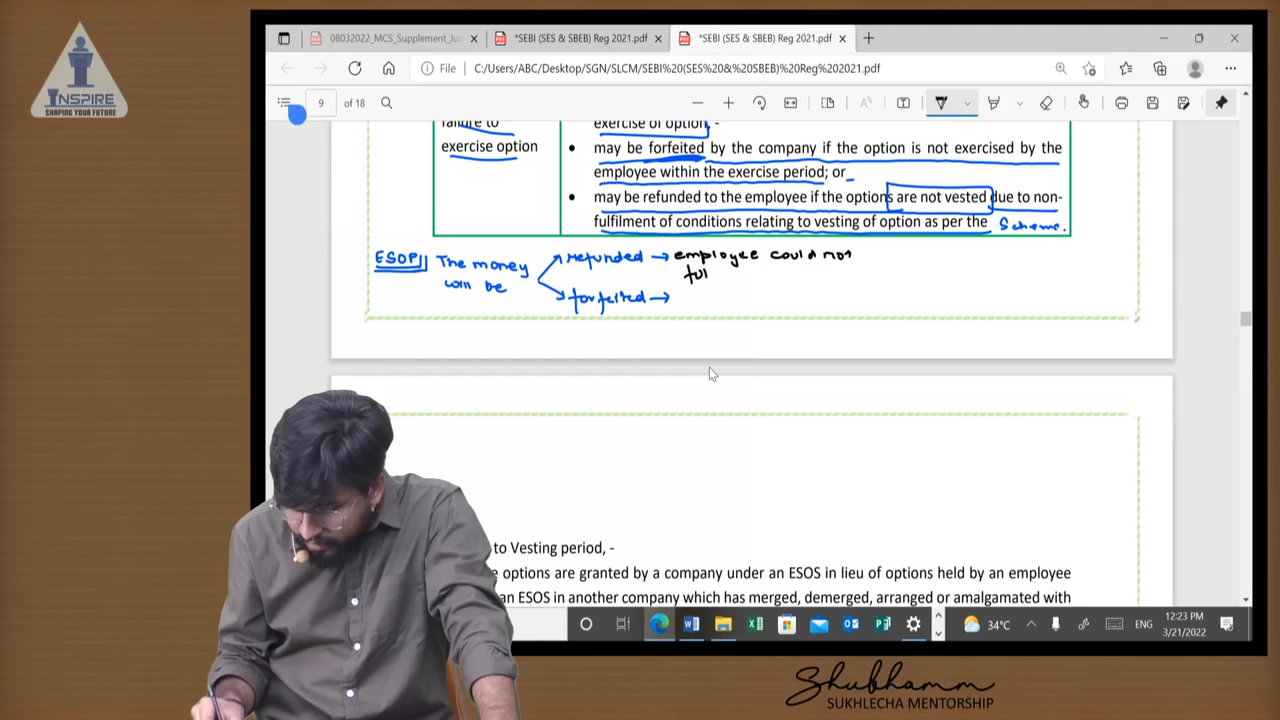 INSPIRE
SHAPING YOUR FUTURE
08032022_MCS_Supplement_Ju
*SEBI (SES & SBEB) Reg 2021.pdf
*SEBI (SES & SBEB) Reg 2021.pdf
File
C:/Users/ABC/Desktop/SGN/SLCM/SEBI%20(SES%20&%20SBEB)%20Reg%202021.pdf
9 of 18
failure to
exercise option
exercise of option, -
• may be forfeited by the company if the option is not exercised by the
employee within the exercise period; or
• may be refunded to the employee if the options are not vested due to non-
fulfilment of conditions relating to vesting of option as per the Scheme.
ESOP The money
will be
refunded → employee could not
ful
forfeited →
to Vesting period, -
options are granted by a company under an ESOS in lieu of options held by an employee
an ESOS in another company which has merged, demerged, arranged or amalgamated with
34°C
ENG
12:23 PM
3/21/2022
Shubhamm
SUKHLECHA MENTORSHIP